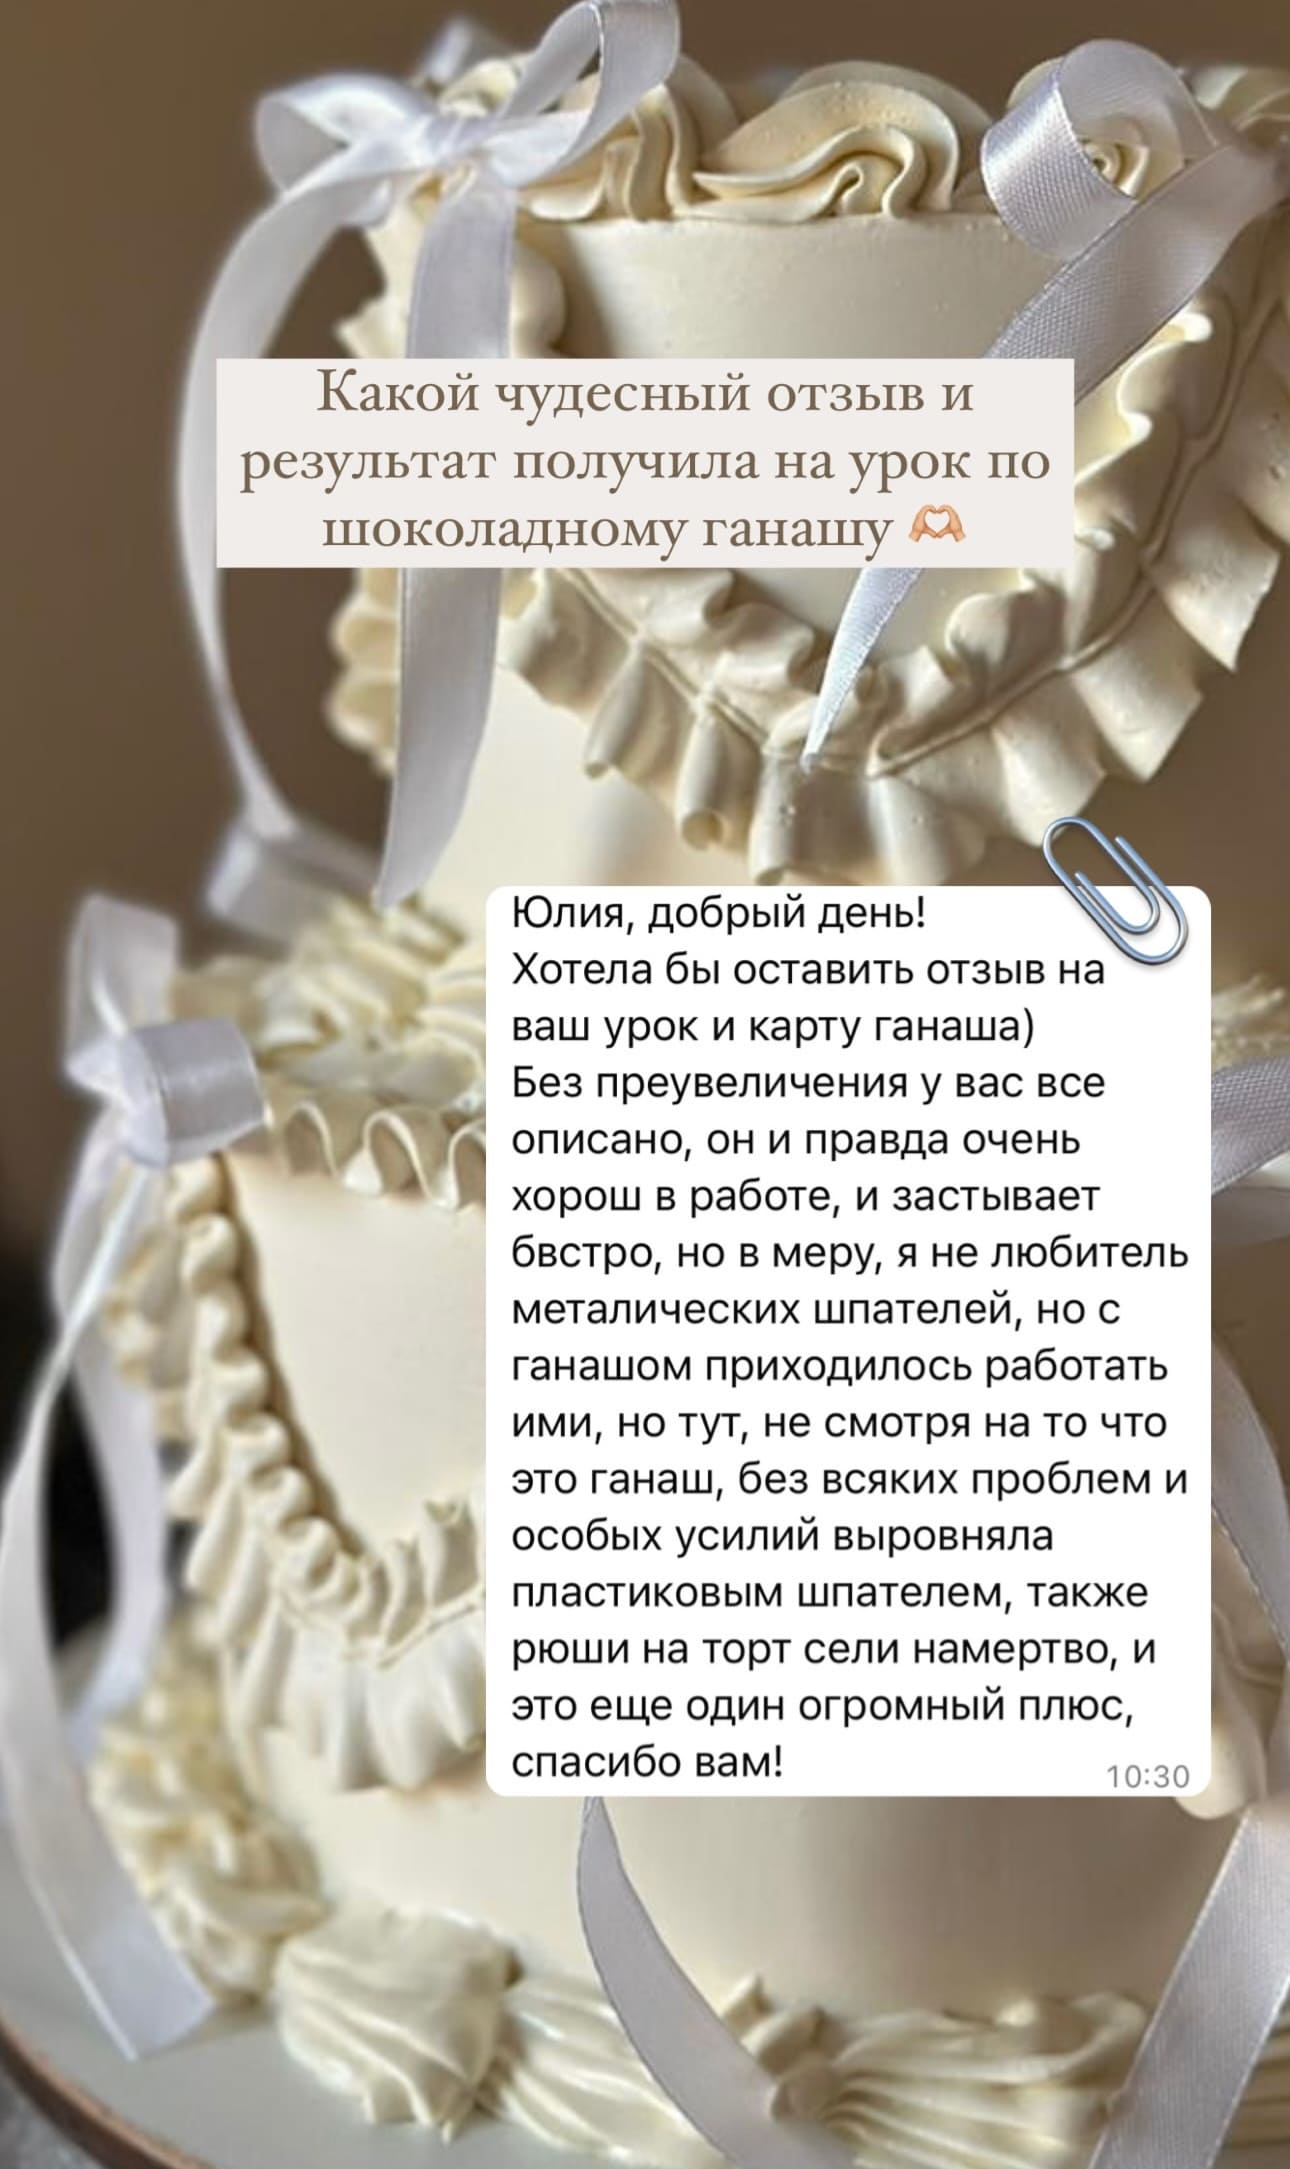 Какой чудесный отзыв и
результат получила на урок по
шоколадному ганашу 🫶🏻
Юлия, добрый день!
Хотела бы оставить отзыв на
ваш урок и карту ганаша)
Без преувеличения у вас все
описано, он и правда очень
хорош в работе, и застывает
бвстро, но в меру, я не любитель
металических шпателей, но с
ганашом приходилось работать
ими, но тут, не смотря на то что
это ганаш, без всяких проблем и
особых усилий выровняла
пластиковым шпателем, также
рюши на торт сели намертво, и
это еще один огромный плюс,
спасибо вам!
10:30